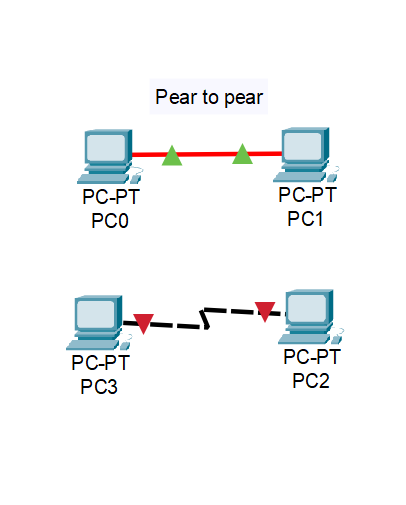 Pear to pear
PC-PT
PC0
PC-PT
PC1
PC-PT
PC3
PC-PT
PC2